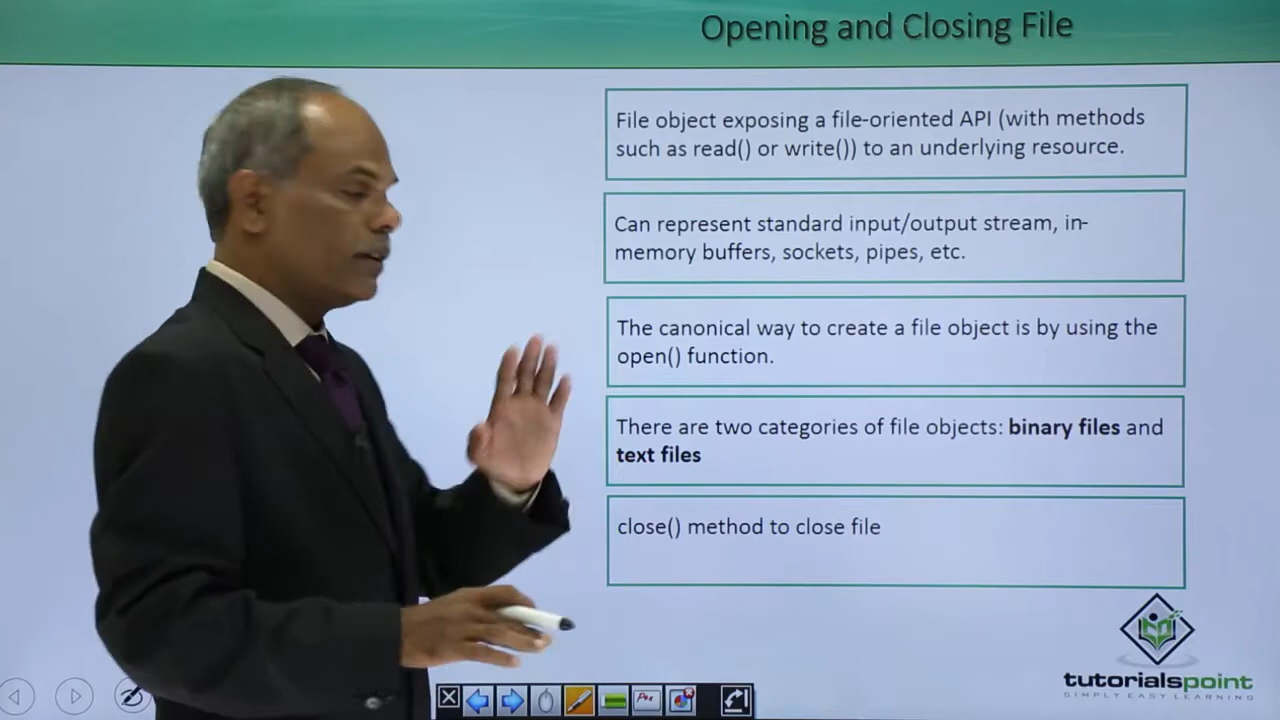 Opening and Closing File
File object exposing a file-oriented API (with methods
such as read() or write()) to an underlying resource.
Can represent standard input/output stream, in-
memory buffers, sockets, pipes, etc.
The canonical way to create a file object is by using the
open() function.
There are two categories of file objects: binary files and
text files
close() method to close file
tutorialspoint
SIMPLY EASY LEARNING